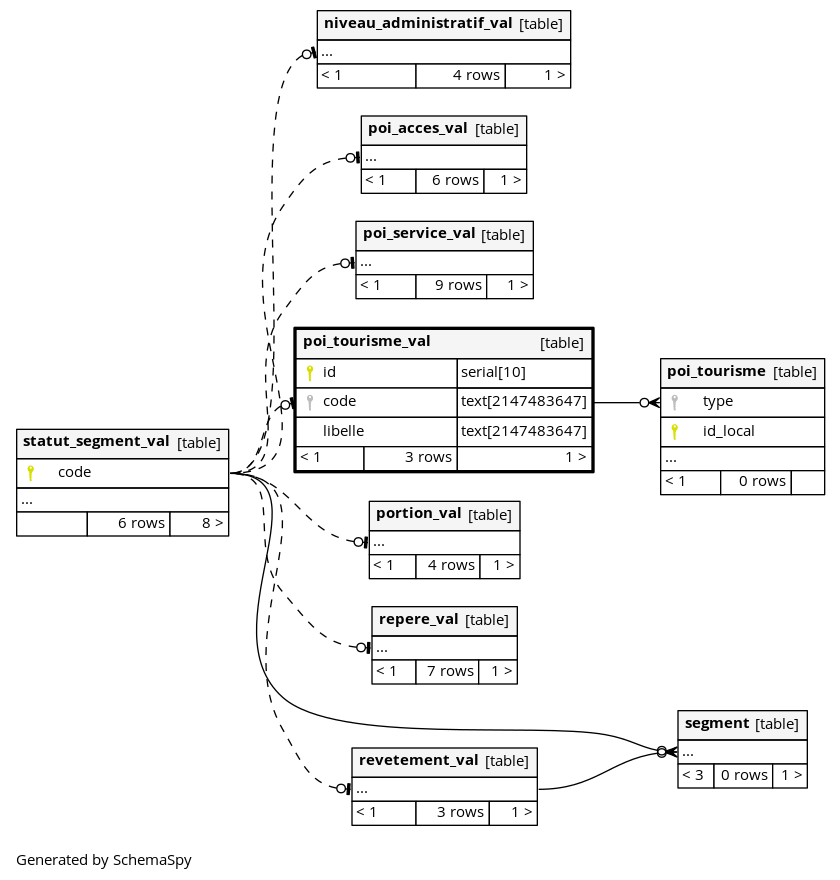 niveau_administratif_val [table]
...
< 1 4 rows 1 >
poi_acces_val [table]
...
< 1 6 rows 1 >
poi_service_val [table]
...
< 1 9 rows 1 >
poi_tourisme_val [table]
id serial[10]
code text[2147483647]
libelle text[2147483647]
< 1 3 rows 1 >
poi_tourisme [table]
type
id_local
...
< 1 0 rows
statut_segment_val [table]
code
...
6 rows 8 >
portion_val [table]
...
< 1 4 rows 1 >
repere_val [table]
...
< 1 7 rows 1 >
segment [table]
...
< 3 0 rows 1 >
revetement_val [table]
...
< 1 3 rows 1 >
Generated by SchemaSpy